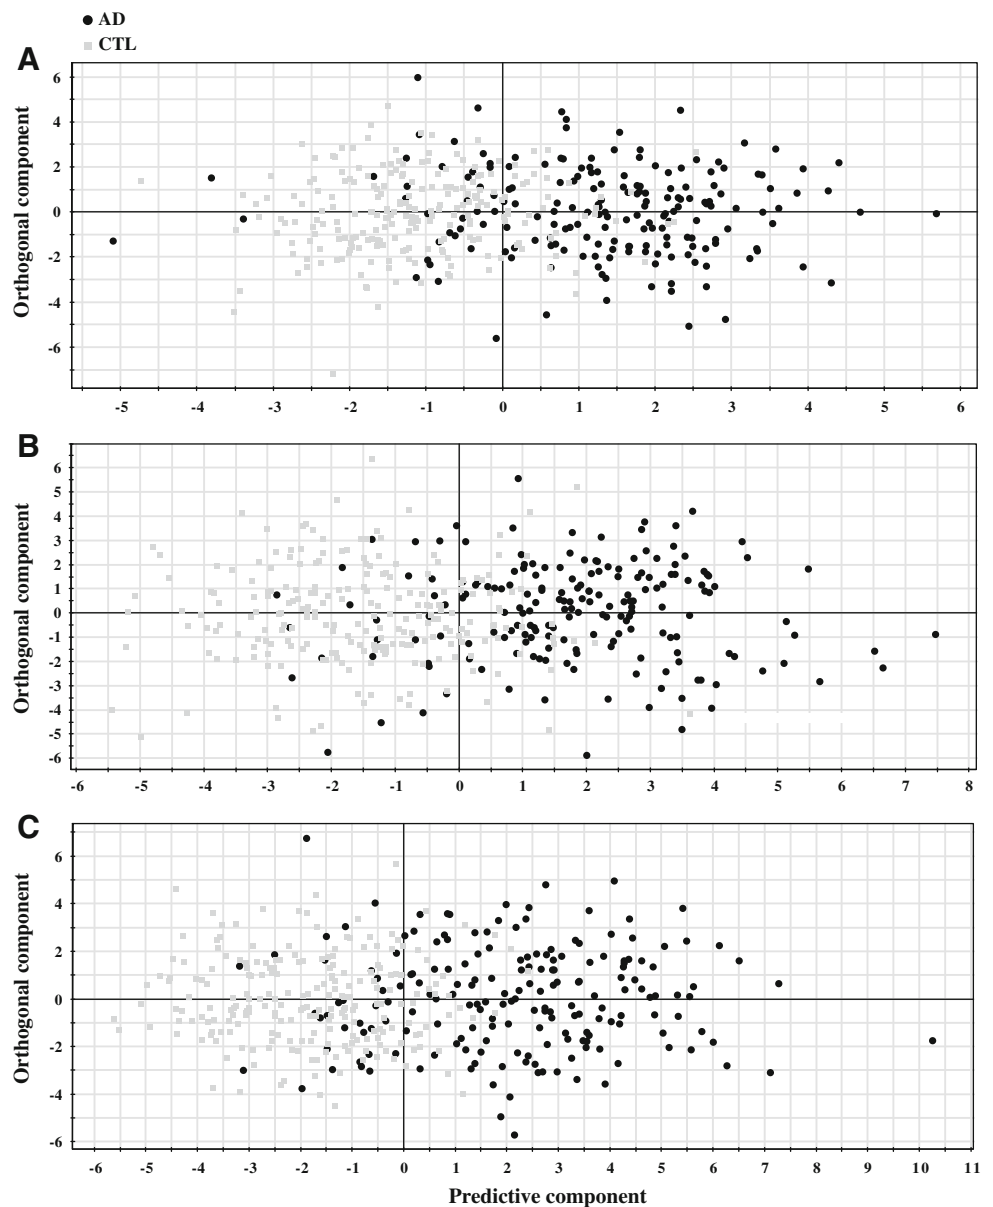 AD
CTL
A
Orthogonal component
6
4
2
0
-2
-4
-6
-5 -4 -3 -2 -1 0 1 2 3 4 5 6
B
Orthogonal component
6
5
4
3
2
1
0
-1
-2
-3
-4
-5
-6
-6 -5 -4 -3 -2 -1 0 1 2 3 4 5 6 7 8
C
Orthogonal component
6
4
2
0
-2
-4
-6
-6 -5 -4 -3 -2 -1 0 1 2 3 4 5 6 7 8 9 10 11
Predictive component